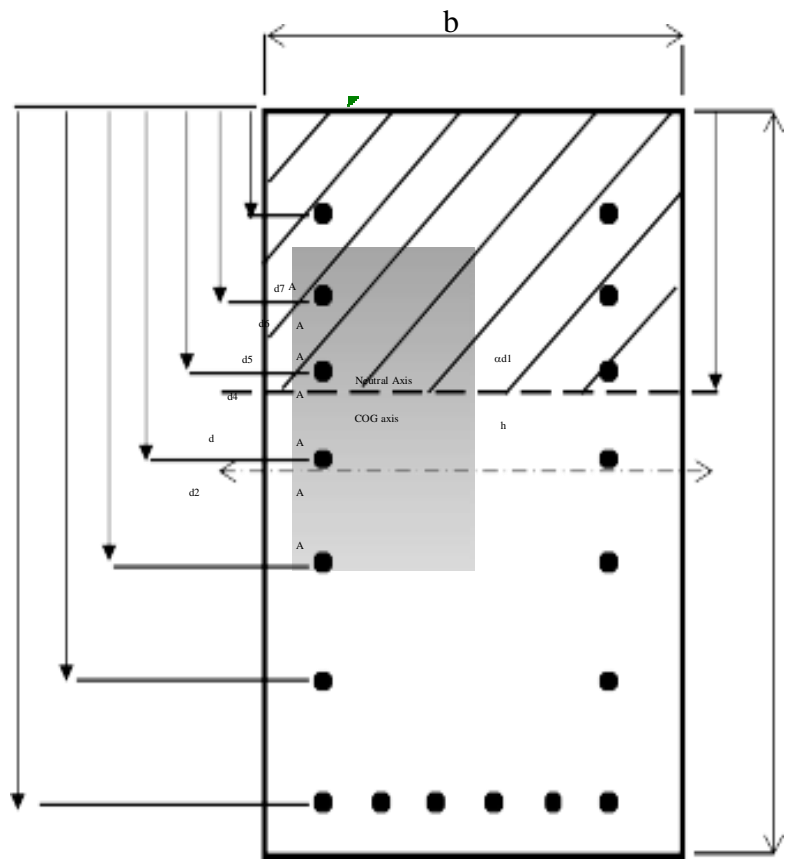 b
d7 A
d6 A
d5 A αd1
Neutral Axis
d4 A
COG axis
h
d A
d2 A
A